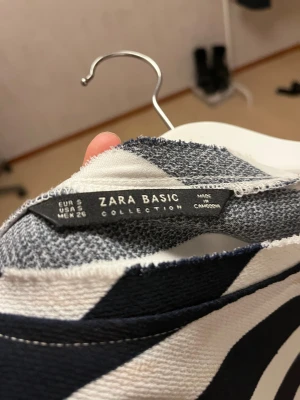 EUR S
USA S
MEX 26
ZARA BASIC
COLLECTION
MADE
IN
CAMBODIA